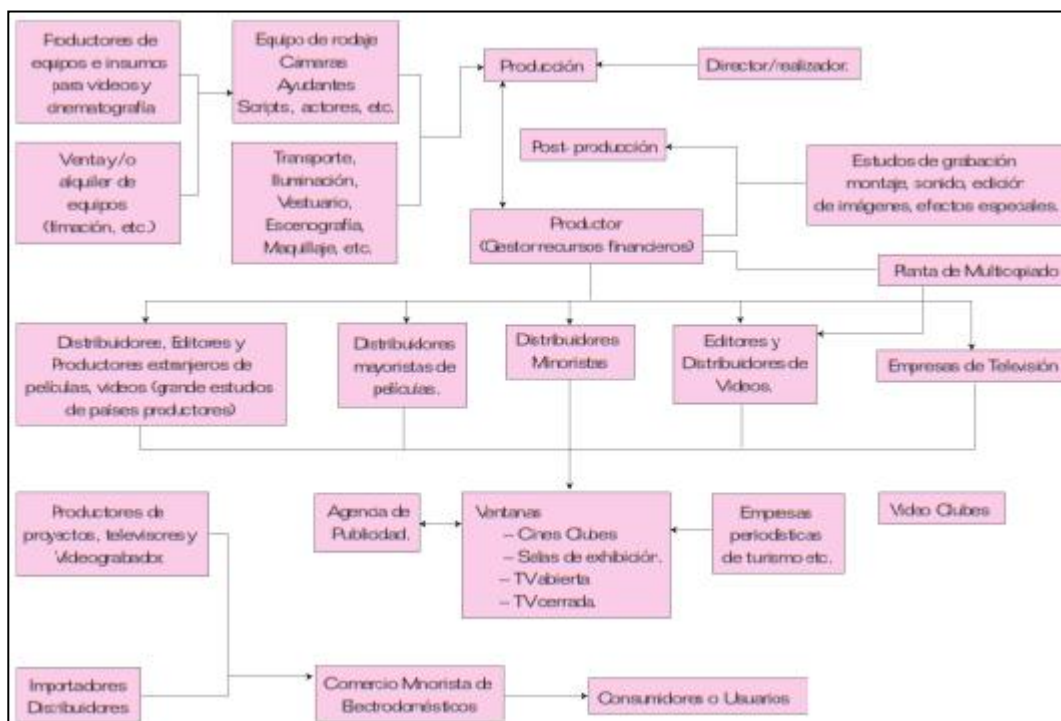 Productores de
equipos e insumos
para vídeos y
cinematografía
Equipo de rodaje
Cámaras
Ayudantes
Scripts, actores, etc.
Producción
Director/realizador.
Venta y/o
alquiler de
equipos
(filmación, etc.)
Transporte,
Iluminación,
Vestuario,
Escenografía,
Maquillaje, etc.
Post-producción
Estudos de grabación
montaje, sonido, edición
de imágenes, efectos especiales.
Productor
(Gestor recursos financieros)
Planta de Multicopiado
Distribuidores, Editores y
Productores extranjeros de
películas, vídeos (grande estudios
de países productores)
Distribuidores
mayoristas de
películas.
Distribuidores
Minoristas
Editores y
Distribuidores de
Videos.
Empresas de Televisión
Productores de
proyectos, televisores y
Videograbador.
Agencia de
Publicidad.
Ventanas
– Cines Clubes
– Salas de exhibición.
– TV abierta
– TV cerrada.
Empresas
periodísticas
de turismo etc.
Video Clubes
Importadores
Distribuidores
Comercio Minorista de
Electrodomésticos
Consumidores o Usuarios